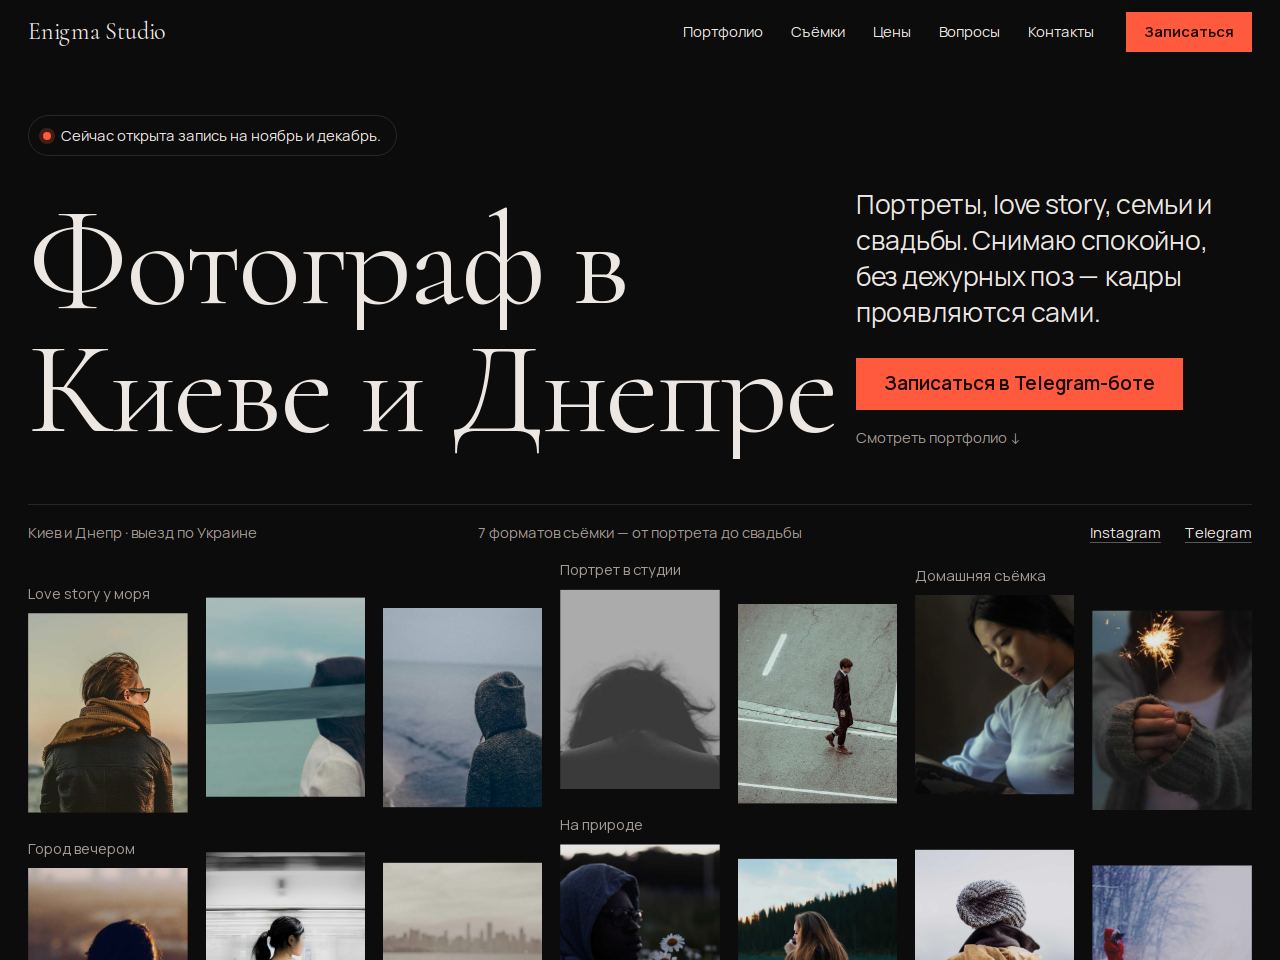 Enigma Studio
Портфолио
Съёмки
Цены
Вопросы
Контакты
Записаться
Сейчас открыта запись на ноябрь и декабрь.
Фотограф в
Киеве и Днепре
Портреты, love story, семьи и
свадьбы. Снимаю спокойно,
без дежурных поз — кадры
проявляются сами.
Записаться в Telegram-боте
Смотреть портфолио ↓
Киев и Днепр · выезд по Украине
7 форматов съёмки — от портрета до свадьбы
Instagram
Telegram
Love story у моря
Портрет в студии
Домашняя съёмка
Город вечером
На природе